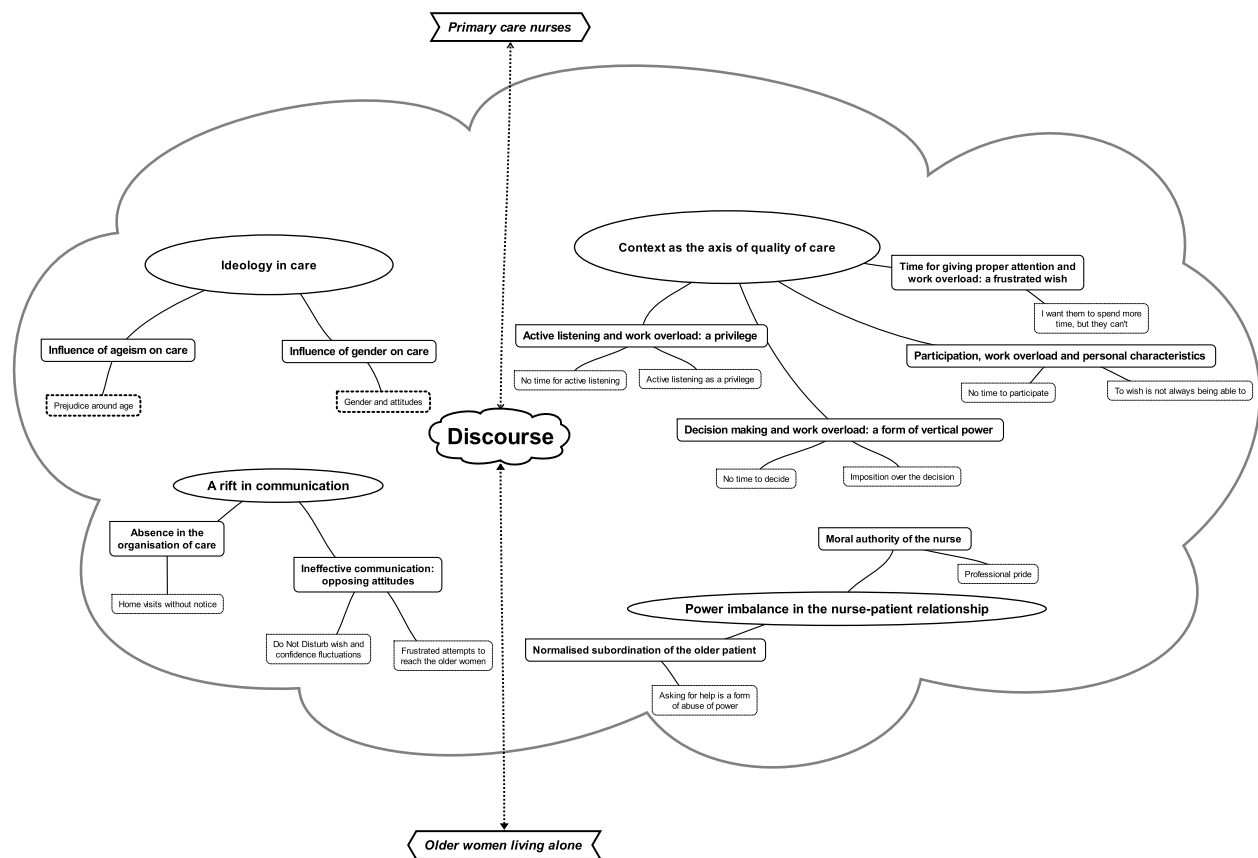 Primary care nurses
Ideology in care
Influence of ageism on care
Prejudice around age
Influence of gender on care
Gender and attitudes
Context as the axis of quality of care
Time for giving proper attention and
work overload: a frustrated wish
I want them to spend more
time, but they can't
Active listening and work overload: a privilege
No time for active listening
Active listening as a privilege
Participation, work overload and personal characteristics
No time to participate
To wish is not always being able to
Decision making and work overload: a form of vertical power
No time to decide
Imposition over the decision
Discourse
A rift in communication
Absence in the
organisation of care
Home visits without notice
Ineffective communication:
opposing attitudes
Do Not Disturb wish and
confidence fluctuations
Frustrated attempts to
reach the older women
Moral authority of the nurse
Professional pride
Power imbalance in the nurse-patient relationship
Normalised subordination of the older patient
Asking for help is a form
of abuse of power
Older women living alone